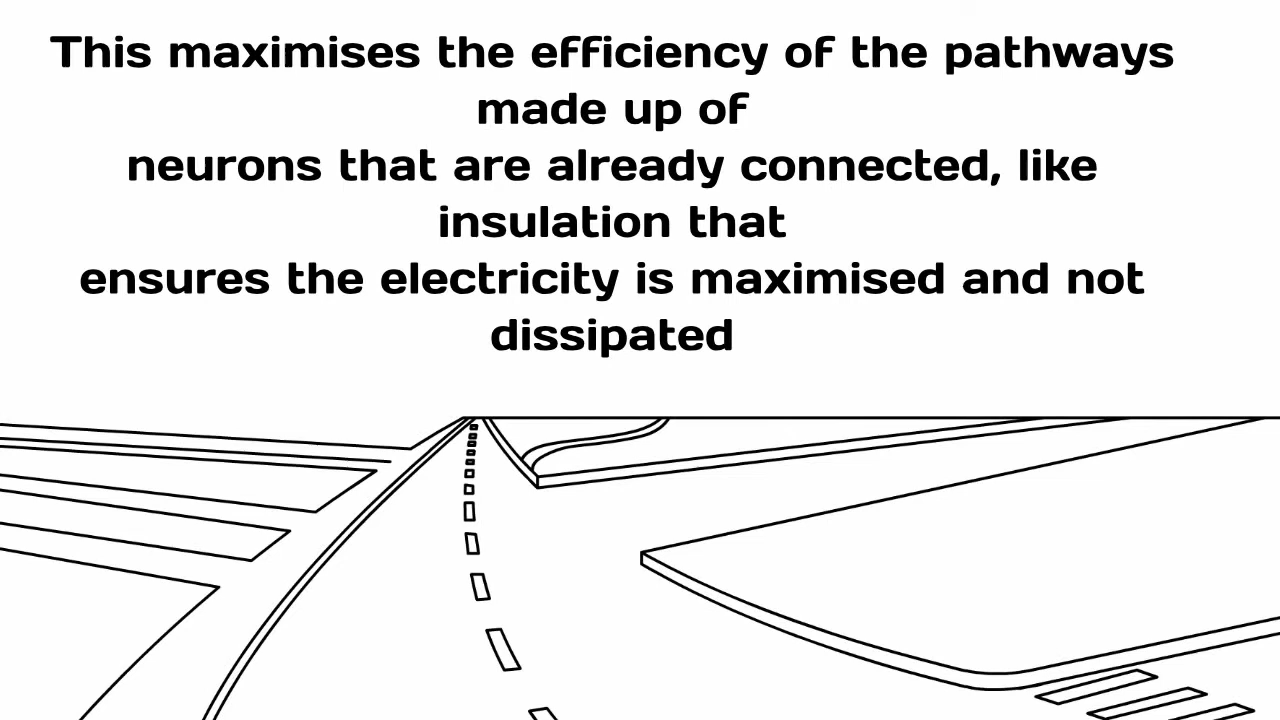 This maximises the efficiency of the pathways
made up of
neurons that are already connected, like
insulation that
ensures the electricity is maximised and not
dissipated